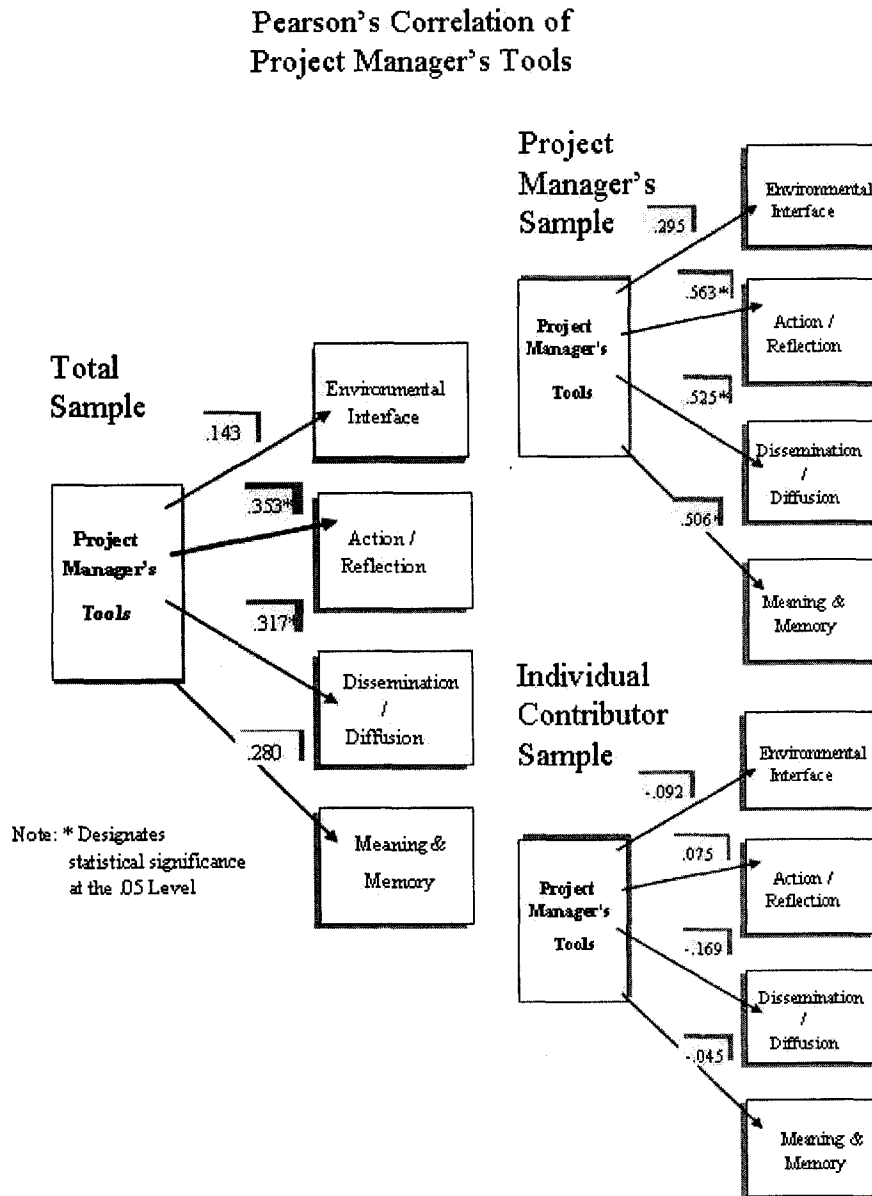 Pearson's Correlation of
Project Manager's Tools
Total
Sample
.143
.353*
.317*
.280
Project
Manager's
Tools
Environmental
Interface
Action /
Reflection
Dissemination
/
Diffusion
Meaning &
Memory
Note: * Designates
statistical significance
at the .05 Level
Project
Manager's
Sample
.295
.563*
.525*
.506*
Project
Manager's
Tools
Environmental
Interface
Action /
Reflection
Dissemination
/
Diffusion
Meaning &
Memory
Individual
Contributor
Sample
-.092
.075
-.169
-.045
Project
Manager's
Tools
Environmental
Interface
Action /
Reflection
Dissemination
/
Diffusion
Meaning &
Memory